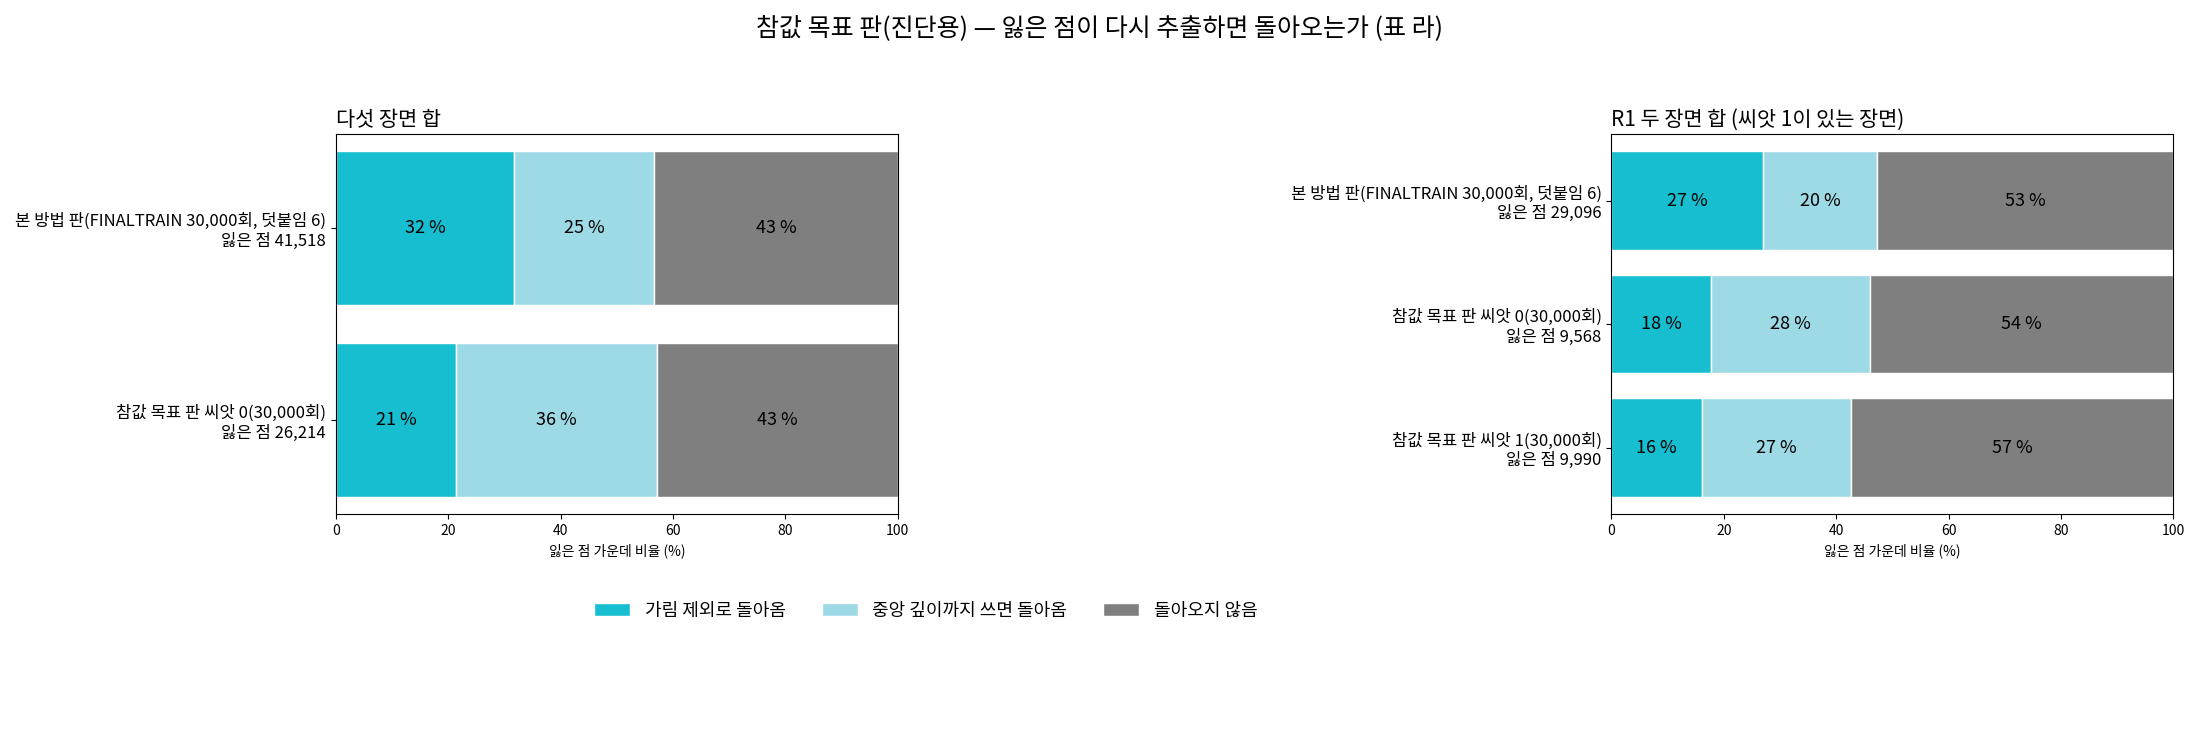 참값 목표 판(진단용) — 잃은 점이 다시 추출하면 돌아오는가 (표 라)
다섯 장면 합
본 방법 판(FINALTRAIN 30,000회, 덧붙임 6)
잃은 점 41,518
32 %
25 %
43 %
참값 목표 판 씨앗 0(30,000회)
잃은 점 26,214
21 %
36 %
43 %
0
20
40
60
80
100
잃은 점 가운데 비율 (%)
R1 두 장면 합 (씨앗 1이 있는 장면)
본 방법 판(FINALTRAIN 30,000회, 덧붙임 6)
잃은 점 29,096
27 %
20 %
53 %
참값 목표 판 씨앗 0(30,000회)
잃은 점 9,568
18 %
28 %
54 %
참값 목표 판 씨앗 1(30,000회)
잃은 점 9,990
16 %
27 %
57 %
0
20
40
60
80
100
잃은 점 가운데 비율 (%)
가림 제외로 돌아옴
중앙 깊이까지 쓰면 돌아옴
돌아오지 않음